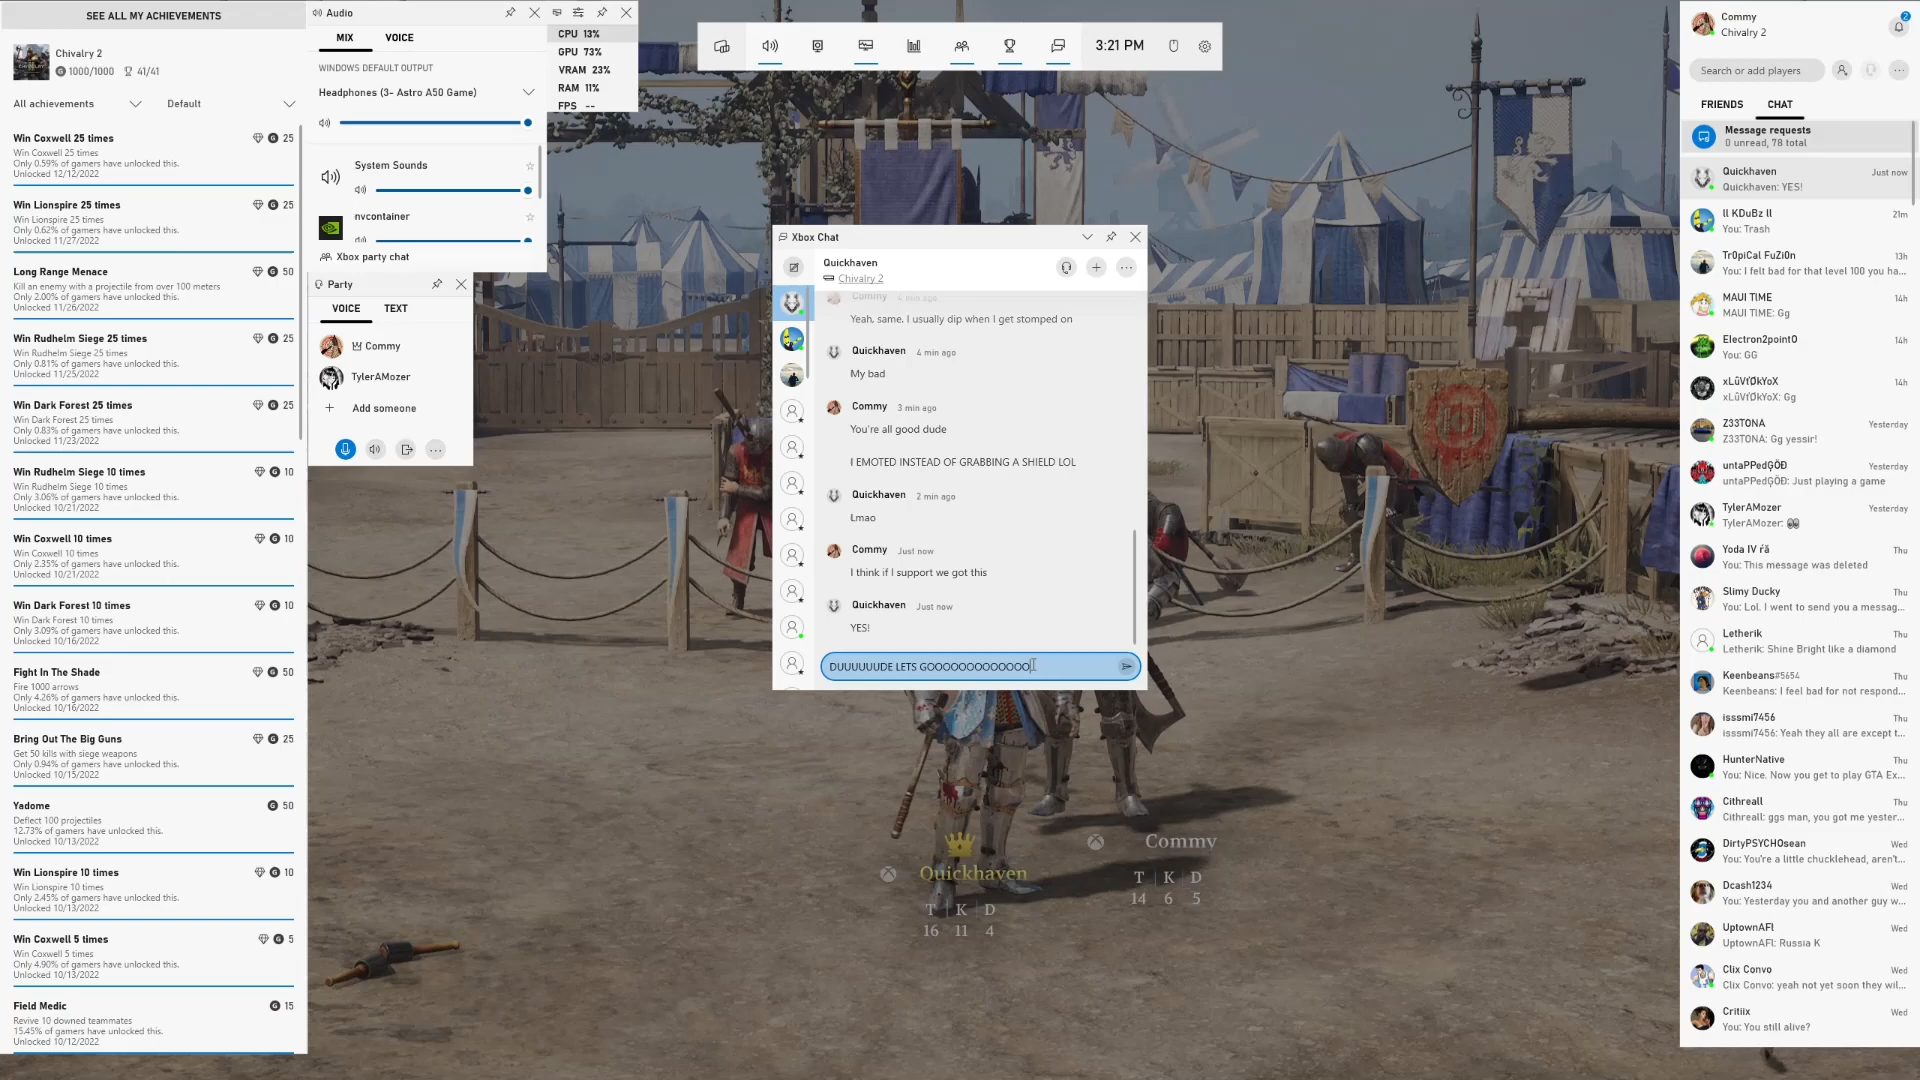 SEE ALL MY ACHIEVEMENTS
Chivalry 2
1000/1000 41/41
All achievements Default
Win Coxwell 25 times 25
Win Coxwell 25 times
Only 0.59% of gamers have unlocked this.
Unlocked 12/12/2022
Win Lionspire 25 times 25
Win Lionspire 25 times
Only 0.62% of gamers have unlocked this.
Unlocked 11/27/2022
Long Range Menace 50
Kill an enemy with a projectile from over 100 meters
Only 2.00% of gamers have unlocked this.
Unlocked 11/26/2022
Win Rudhelm Siege 25 times 25
Win Rudhelm Siege 25 times
Only 0.81% of gamers have unlocked this.
Unlocked 11/25/2022
Win Dark Forest 25 times 25
Win Dark Forest 25 times
Only 0.83% of gamers have unlocked this.
Unlocked 11/23/2022
Win Rudhelm Siege 10 times 10
Win Rudhelm Siege 10 times
Only 3.06% of gamers have unlocked this.
Unlocked 10/21/2022
Win Coxwell 10 times 10
Win Coxwell 10 times
Only 2.35% of gamers have unlocked this.
Unlocked 10/21/2022
Win Dark Forest 10 times 10
Win Dark Forest 10 times
Only 3.09% of gamers have unlocked this.
Unlocked 10/16/2022
Fight In The Shade 50
Fire 1000 arrows
Only 4.26% of gamers have unlocked this.
Unlocked 10/16/2022
Bring Out The Big Guns 25
Get 50 kills with siege weapons
Only 0.94% of gamers have unlocked this.
Unlocked 10/15/2022
Yadome 50
Deflect 100 projectiles
12.73% of gamers have unlocked this.
Unlocked 10/13/2022
Win Lionspire 10 times 10
Win Lionspire 10 times
Only 2.45% of gamers have unlocked this.
Unlocked 10/13/2022
Win Coxwell 5 times 5
Win Coxwell 5 times
Only 4.90% of gamers have unlocked this.
Unlocked 10/13/2022
Field Medic 15
Revive 10 downed teammates
15.45% of gamers have unlocked this.
Unlocked 10/12/2022
Audio
MIX VOICE
WINDOWS DEFAULT OUTPUT
Headphones (3- Astro A50 Game)
System Sounds
nvcontainer
Xbox party chat
CPU 13%
GPU 73%
VRAM 23%
RAM 11%
FPS --
Party
VOICE TEXT
Commy
TylerAMozer
Add someone
3:21 PM
Xbox Chat
Quickhaven
Chivalry 2
Commy 4 min ago
Yeah, same. I usually dip when I get stomped on
Quickhaven 4 min ago
My bad
Commy 3 min ago
You're all good dude
I EMOTED INSTEAD OF GRABBING A SHIELD LOL
Quickhaven 2 min ago
Lmao
Commy Just now
I think if I support we got this
Quickhaven Just now
YES!
DUUUUUUDE LETS GOOOOOOOOOOOOO
Quickhaven
T K D
16 11 4
Commy
T K D
14 6 5
Commy 2
Chivalry 2
Search or add players
FRIENDS CHAT
Message requests
0 unread, 78 total
Quickhaven Just now
Quickhaven: YES!
ll KDuBz ll 21m
You: Trash
Tr0piCal FuZi0n 13h
You: I felt bad for that level 100 you ha...
MAUI TIME 14h
MAUI TIME: Gg
Electron2point0 14h
You: GG
xLûVťØkYoX 14h
xLûVťØkYoX: Gg
Z33TONA Yesterday
Z33TONA: Gg yessir!
untaPPedĢÖĐ Yesterday
untaPPedĢÖĐ: Just playing a game
TylerAMozer Yesterday
TylerAMozer: 👀
Yoda IV ŕă Thu
You: This message was deleted
Slimy Ducky Thu
You: Lol. I went to send you a messag...
Letherik Thu
Letherik: Shine Bright like a diamond
Keenbeans#5654 Thu
Keenbeans: I feel bad for not respond...
isssmi7456 Thu
isssmi7456: Yeah they all are except t...
HunterNative Thu
You: Nice. Now you get to play GTA Ex...
Cithreall Thu
Cithreall: ggs man, you got me yester...
DirtyPSYCHOsean Wed
You: You're a little chucklehead, aren't...
Dcash1234 Wed
You: Yesterday you and another guy w...
UptownAFl Wed
UptownAFl: Russia K
Clix Convo Wed
Clix Convo: yeah not yet soon they wil...
Critiix Wed
You: You still alive?